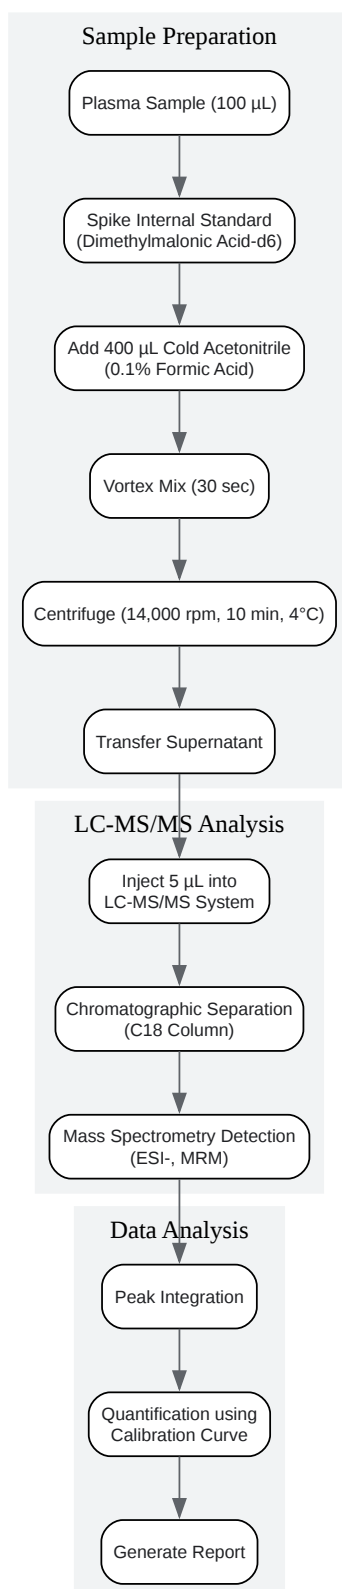 Sample Preparation
Plasma Sample (100 µL)
Spike Internal Standard
(Dimethylmalonic Acid-d6)
Add 400 µL Cold Acetonitrile
(0.1% Formic Acid)
Vortex Mix (30 sec)
Centrifuge (14,000 rpm, 10 min, 4°C)
Transfer Supernatant
LC-MS/MS Analysis
Inject 5 µL into
LC-MS/MS System
Chromatographic Separation
(C18 Column)
Mass Spectrometry Detection
(ESI-, MRM)
Data Analysis
Peak Integration
Quantification using
Calibration Curve
Generate Report